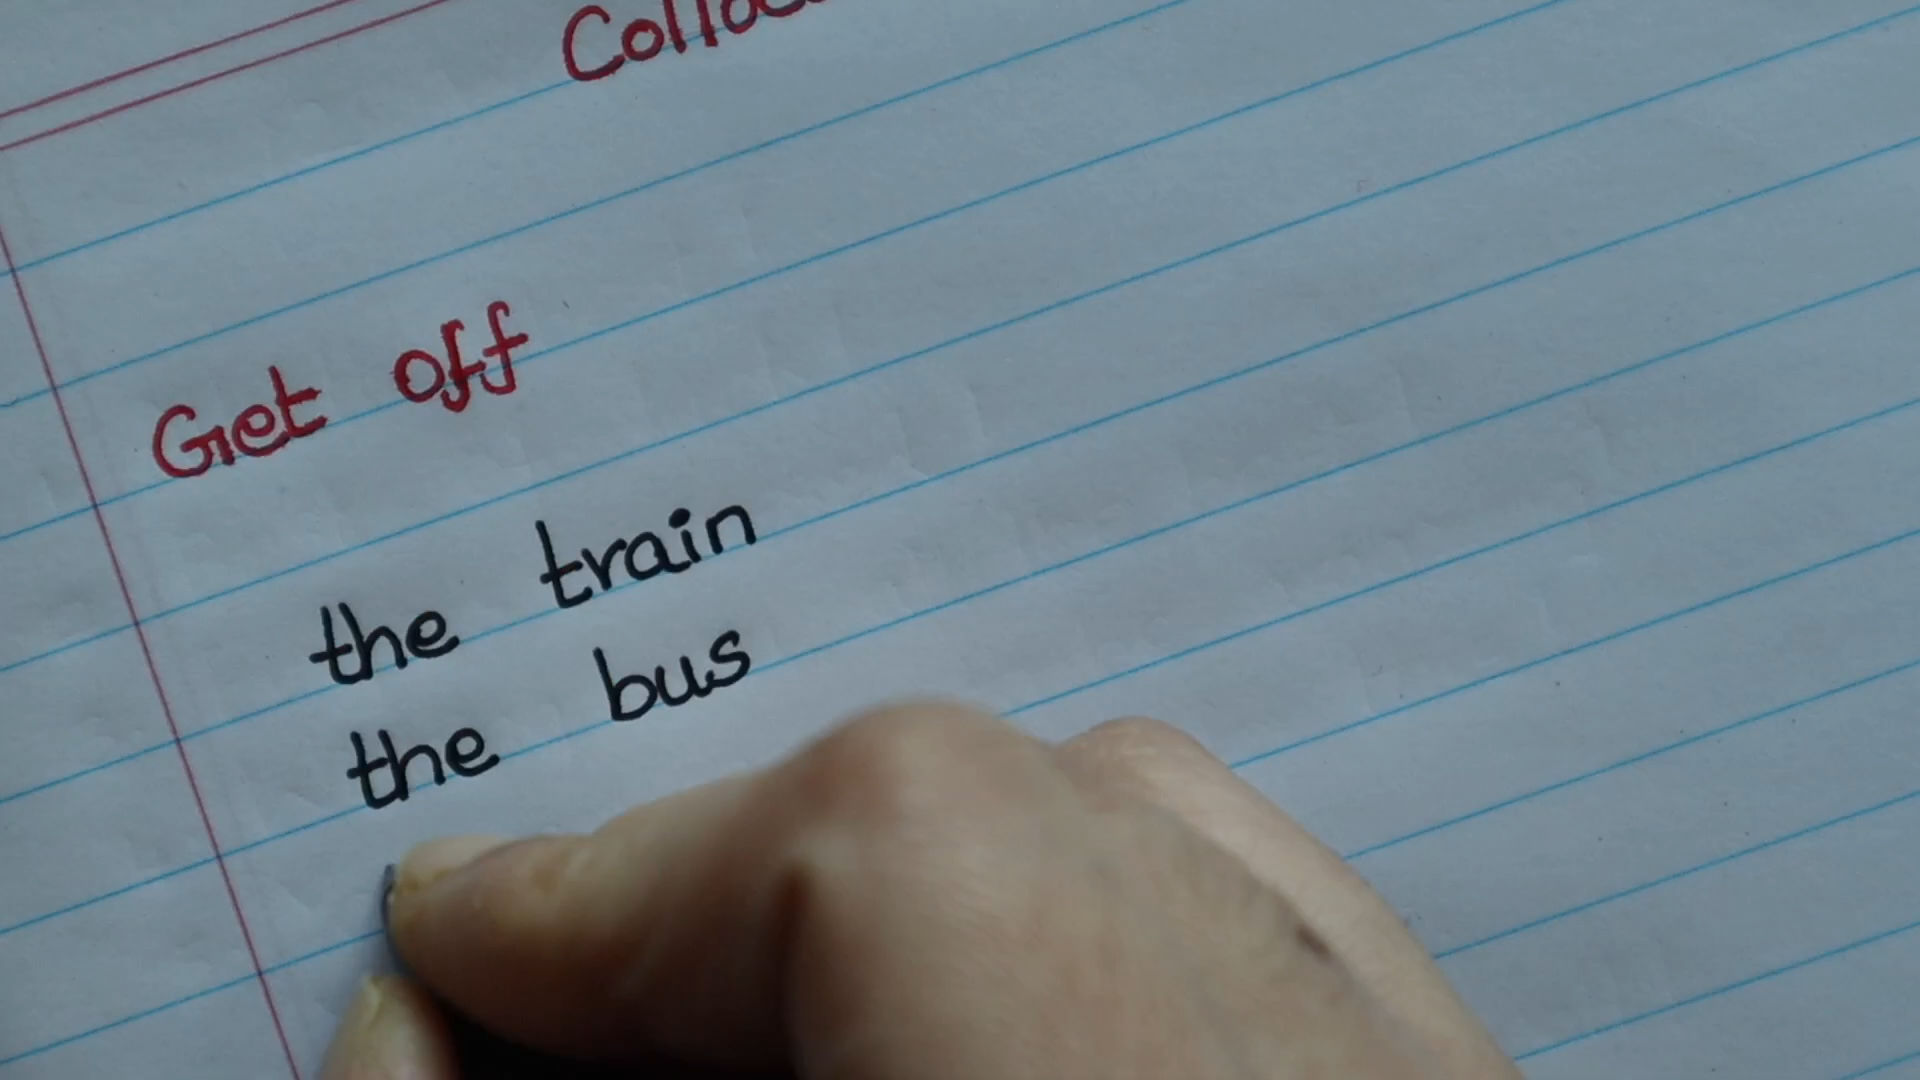 Get off
the train
the bus